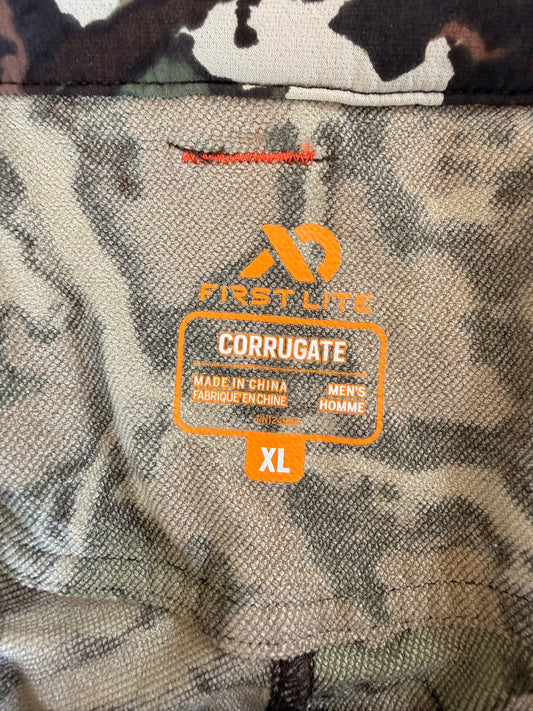 FIRST LITE
CORRUGATE
MADE IN CHINA
FABRIQUE' EN CHINE
MEN'S
HOMME
XL